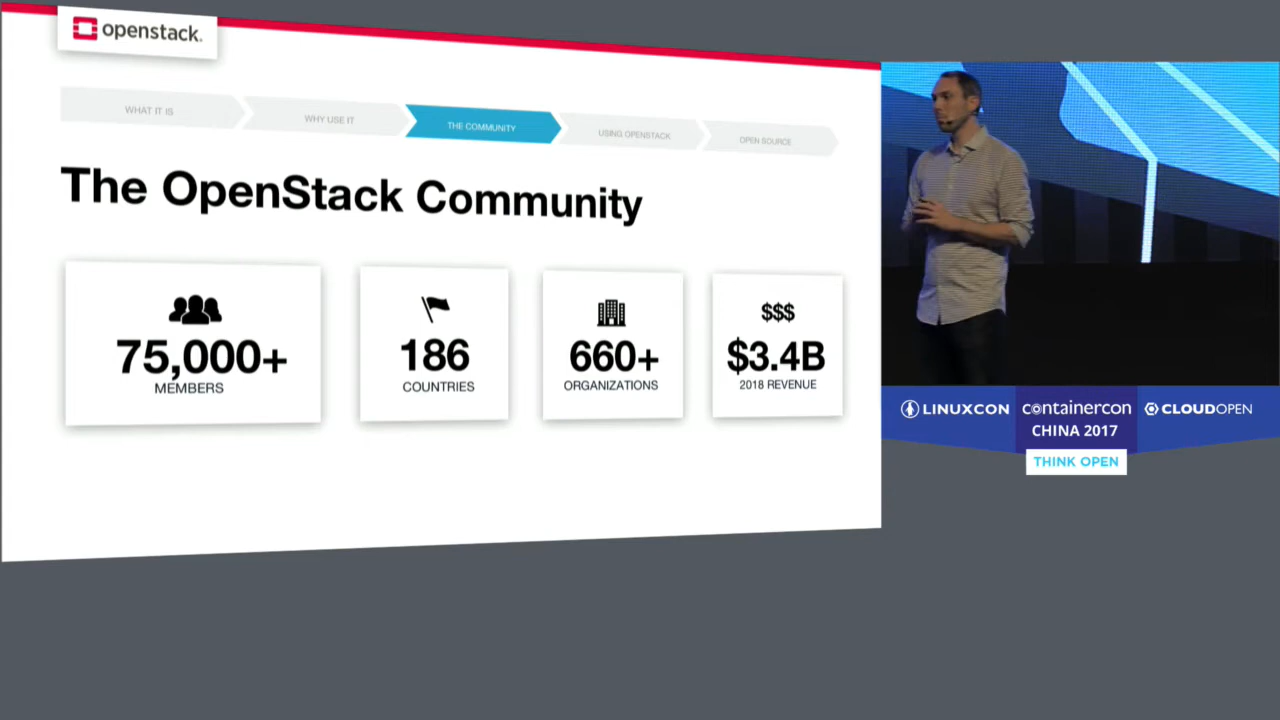 openstack.
WHAT IT IS
WHY USE IT
THE COMMUNITY
USING OPENSTACK
OPEN SOURCE
The OpenStack Community
75,000+
MEMBERS
186
COUNTRIES
660+
ORGANIZATIONS
$$$
$3.4B
2018 REVENUE
LINUXCON
containercon
CLOUDOPEN
CHINA 2017
THINK OPEN